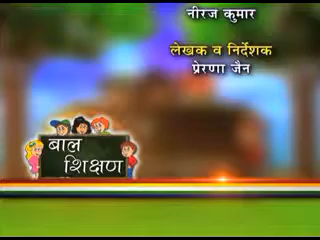 नीरज कुमार
लेखक व निर्देशक
प्रेरणा जैन
बाल
शिक्षण